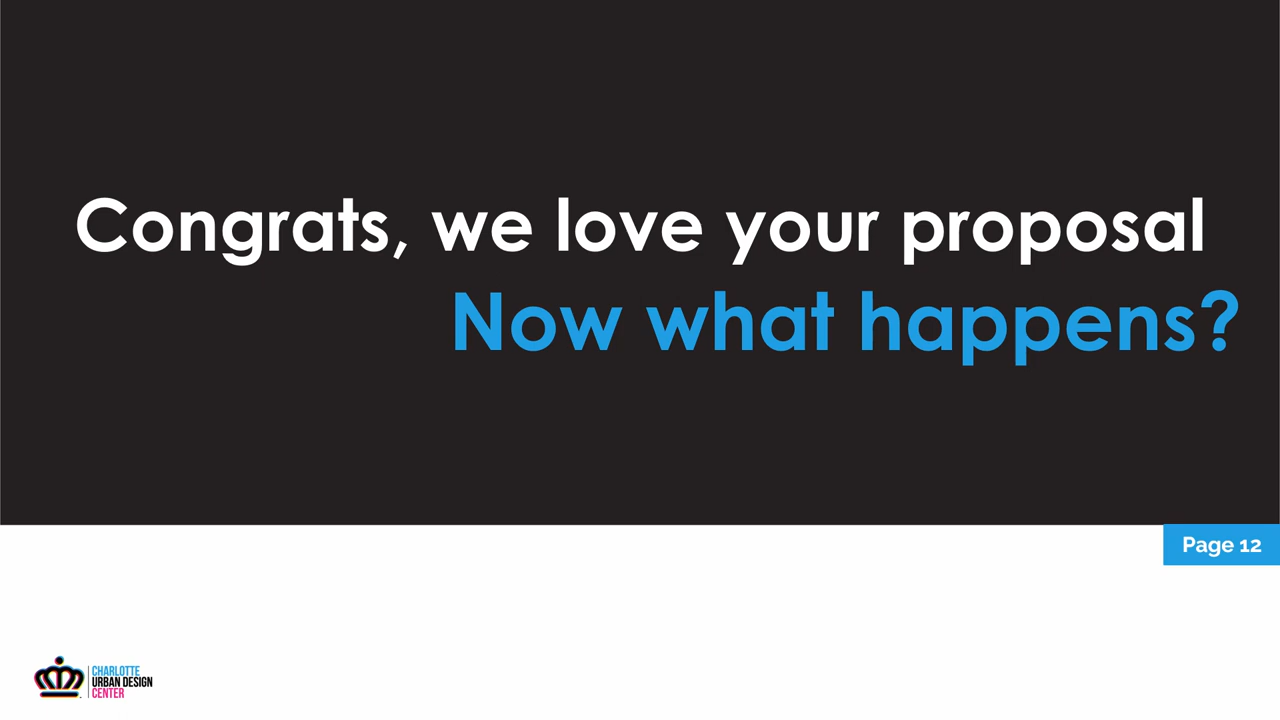 Congrats, we love your proposal
Now what happens?
Page 12
CHARLOTTE
URBAN DESIGN
CENTER